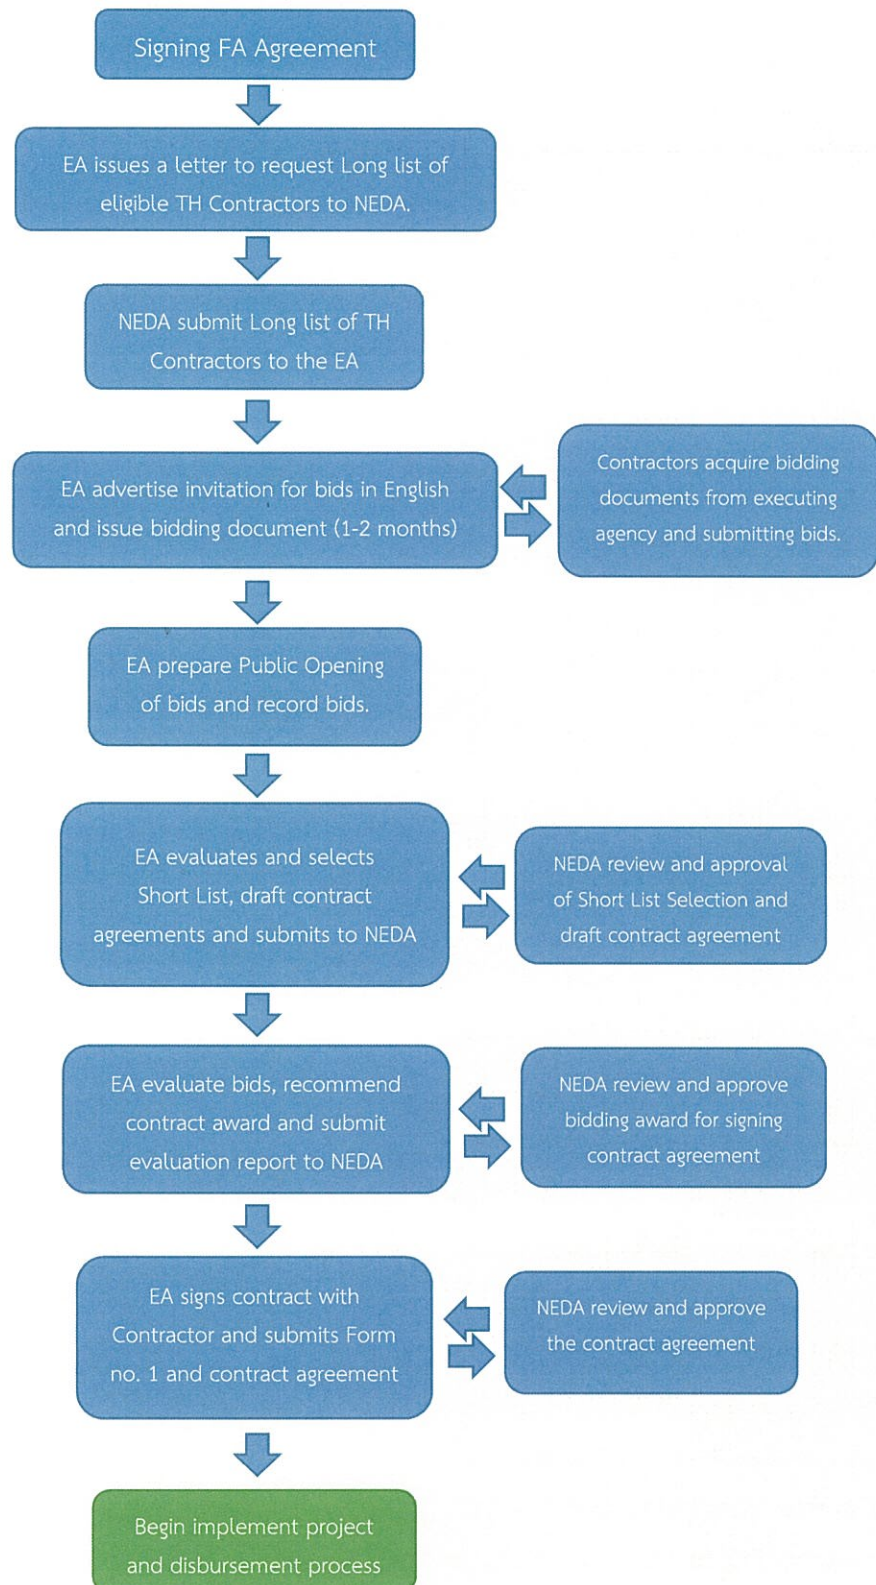 Signing FA Agreement
EA issues a letter to request Long list of
eligible TH Contractors to NEDA.
NEDA submit Long list of TH
Contractors to the EA
EA advertise invitation for bids in English
and issue bidding document (1-2 months)
Contractors acquire bidding
documents from executing
agency and submitting bids.
EA prepare Public Opening
of bids and record bids.
EA evaluates and selects
Short List, draft contract
agreements and submits to NEDA
NEDA review and approval
of Short List Selection and
draft contract agreement
EA evaluate bids, recommend
contract award and submit
evaluation report to NEDA
NEDA review and approve
bidding award for signing
contract agreement
EA signs contract with
Contractor and submits Form
no. 1 and contract agreement
NEDA review and approve
the contract agreement
Begin implement project
and disbursement process